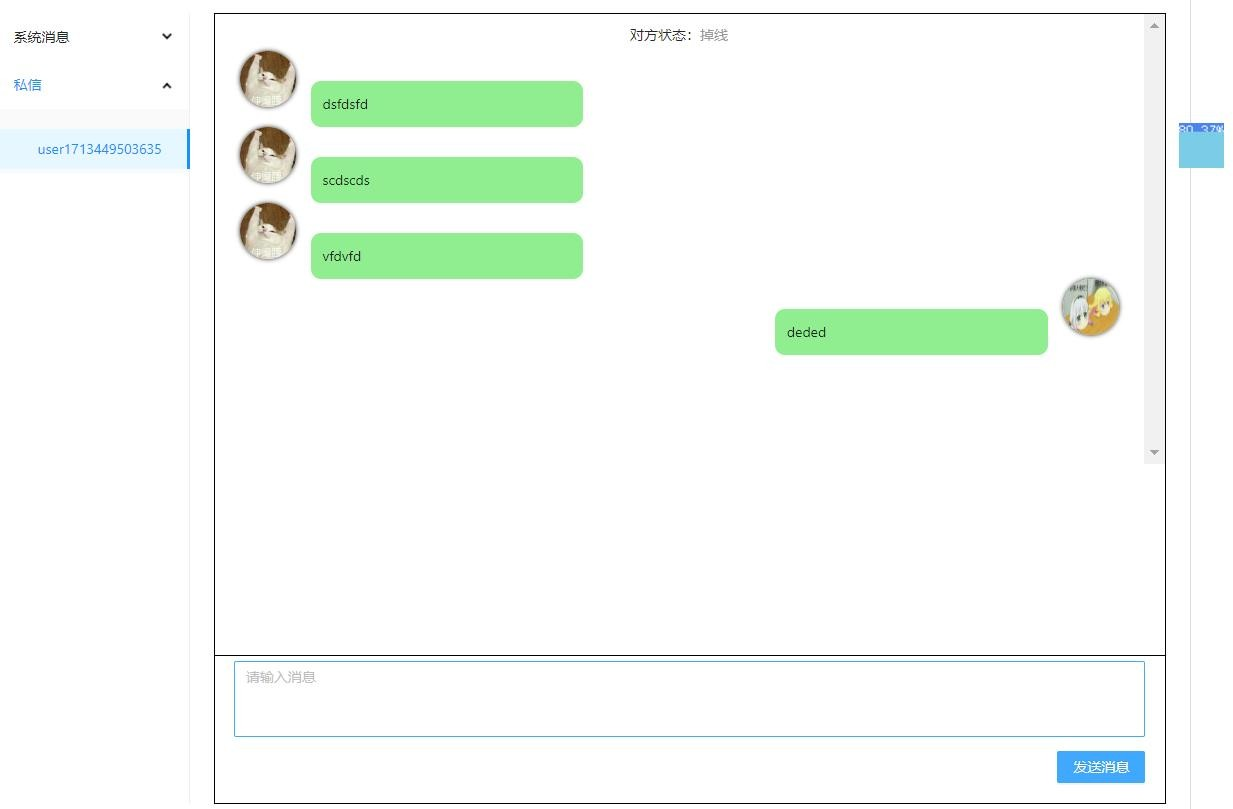 系统消息
私信
user1713449503635
对方状态：掉线
dsfdsfd
scdscds
vfdvfd
deded
请输入消息
发送消息